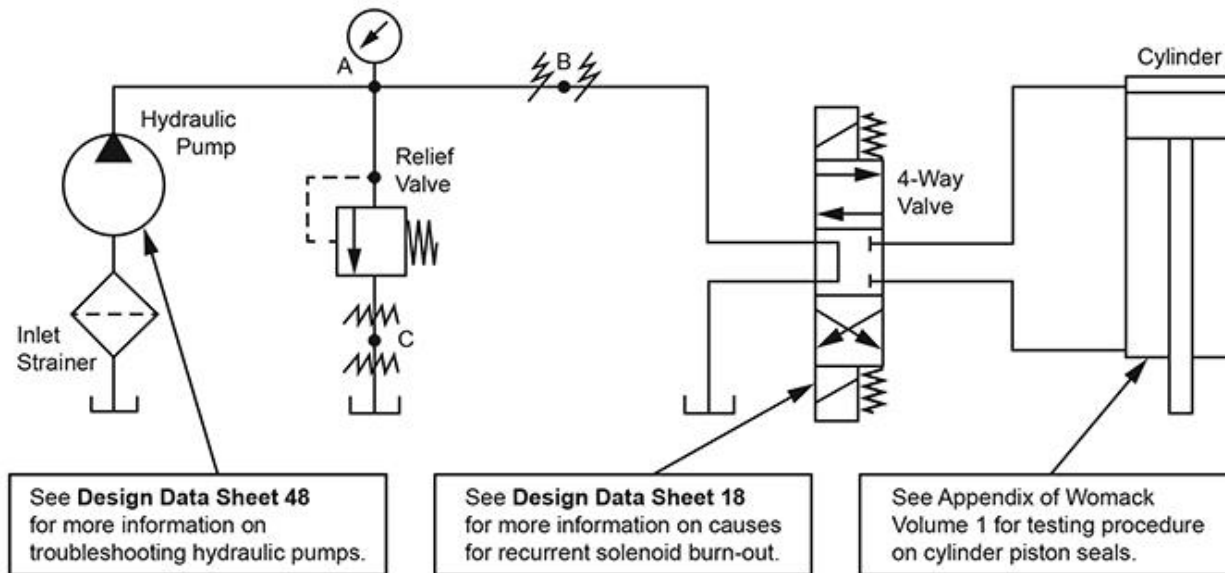 A
B
Cylinder
Hydraulic
Pump
Relief
Valve
4-Way
Valve
Inlet
Strainer
C
See Design Data Sheet 48
for more information on
troubleshooting hydraulic pumps.
See Design Data Sheet 18
for more information on causes
for recurrent solenoid burn-out.
See Appendix of Womack
Volume 1 for testing procedure
on cylinder piston seals.